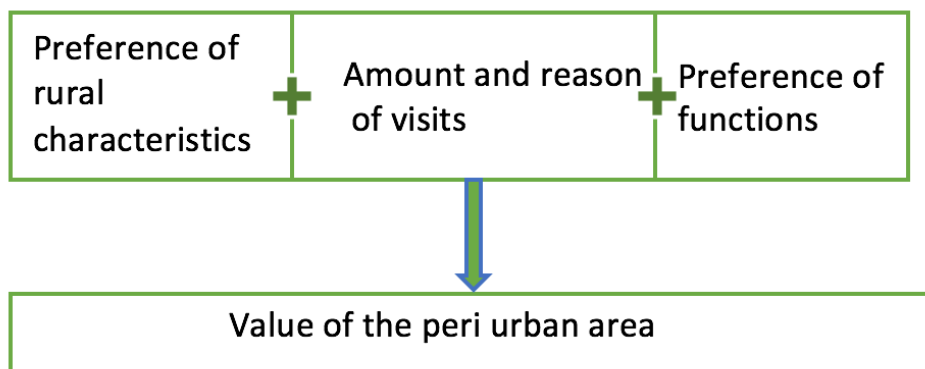 Preference of
rural
characteristics
Amount and reason
of visits
Preference of
functions
Value of the peri urban area